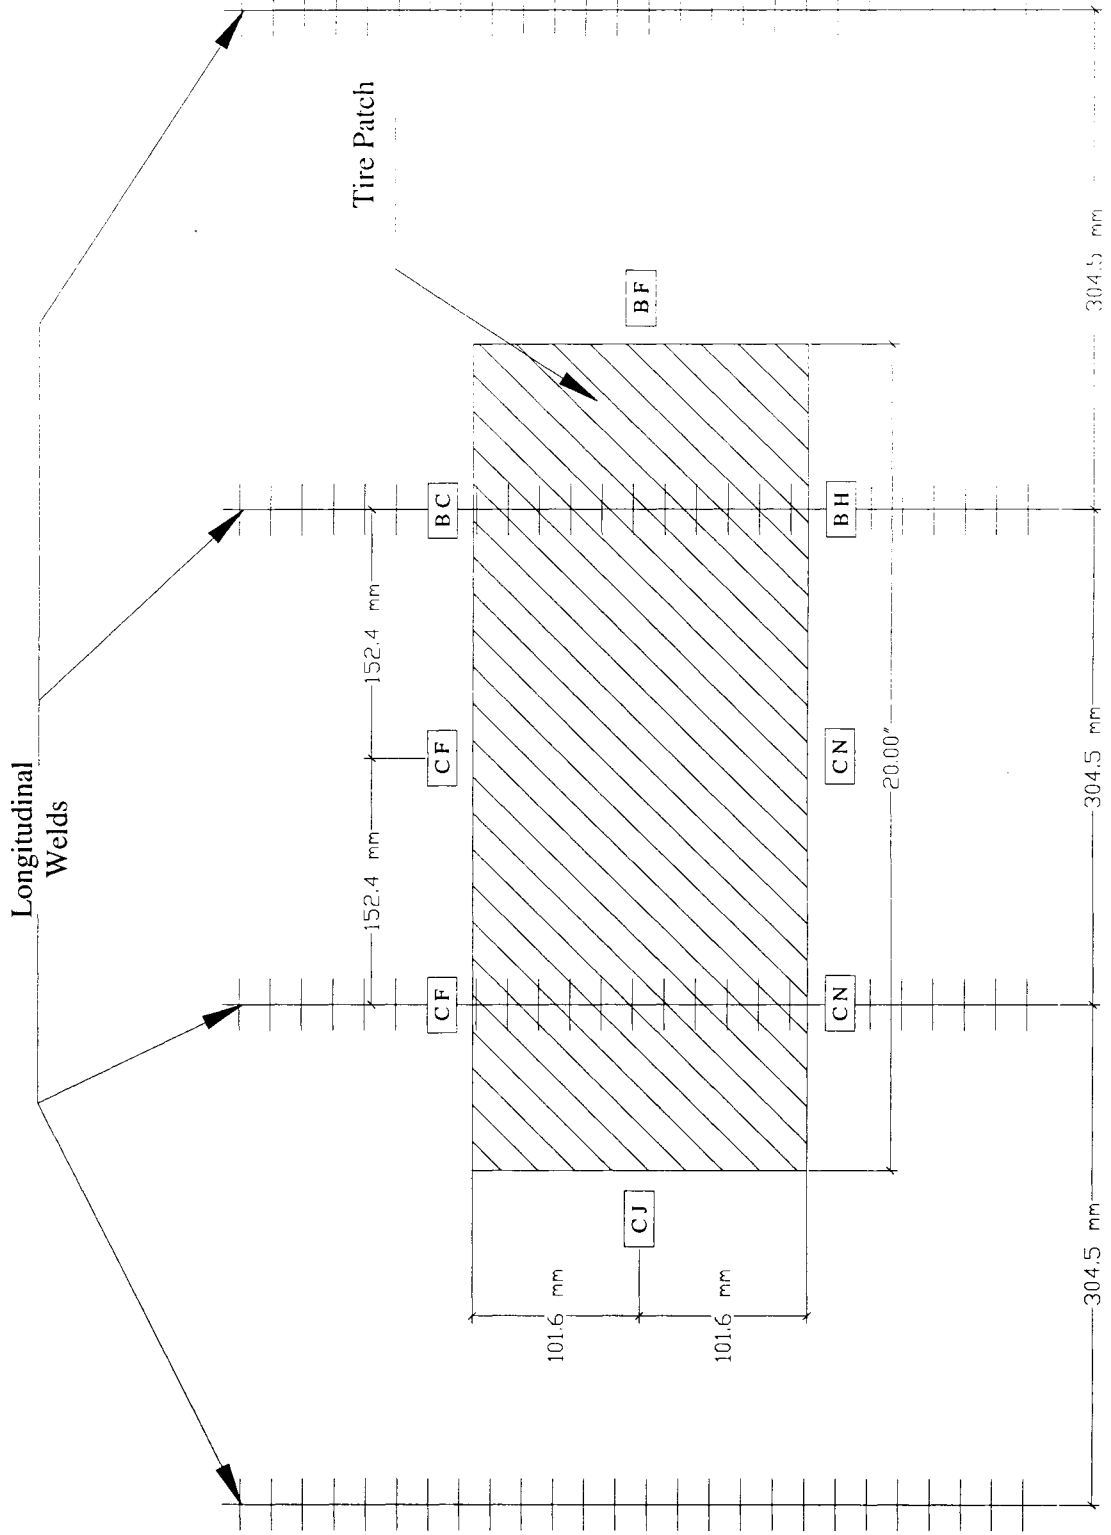 Longitudinal
Welds
Tire Patch
152.4 mm
152.4 mm
CF
CF
BC
BF
CJ
CN
CN
BH
101.6 mm
101.6 mm
20.00"
304.5 mm
304.5 mm
304.5 mm